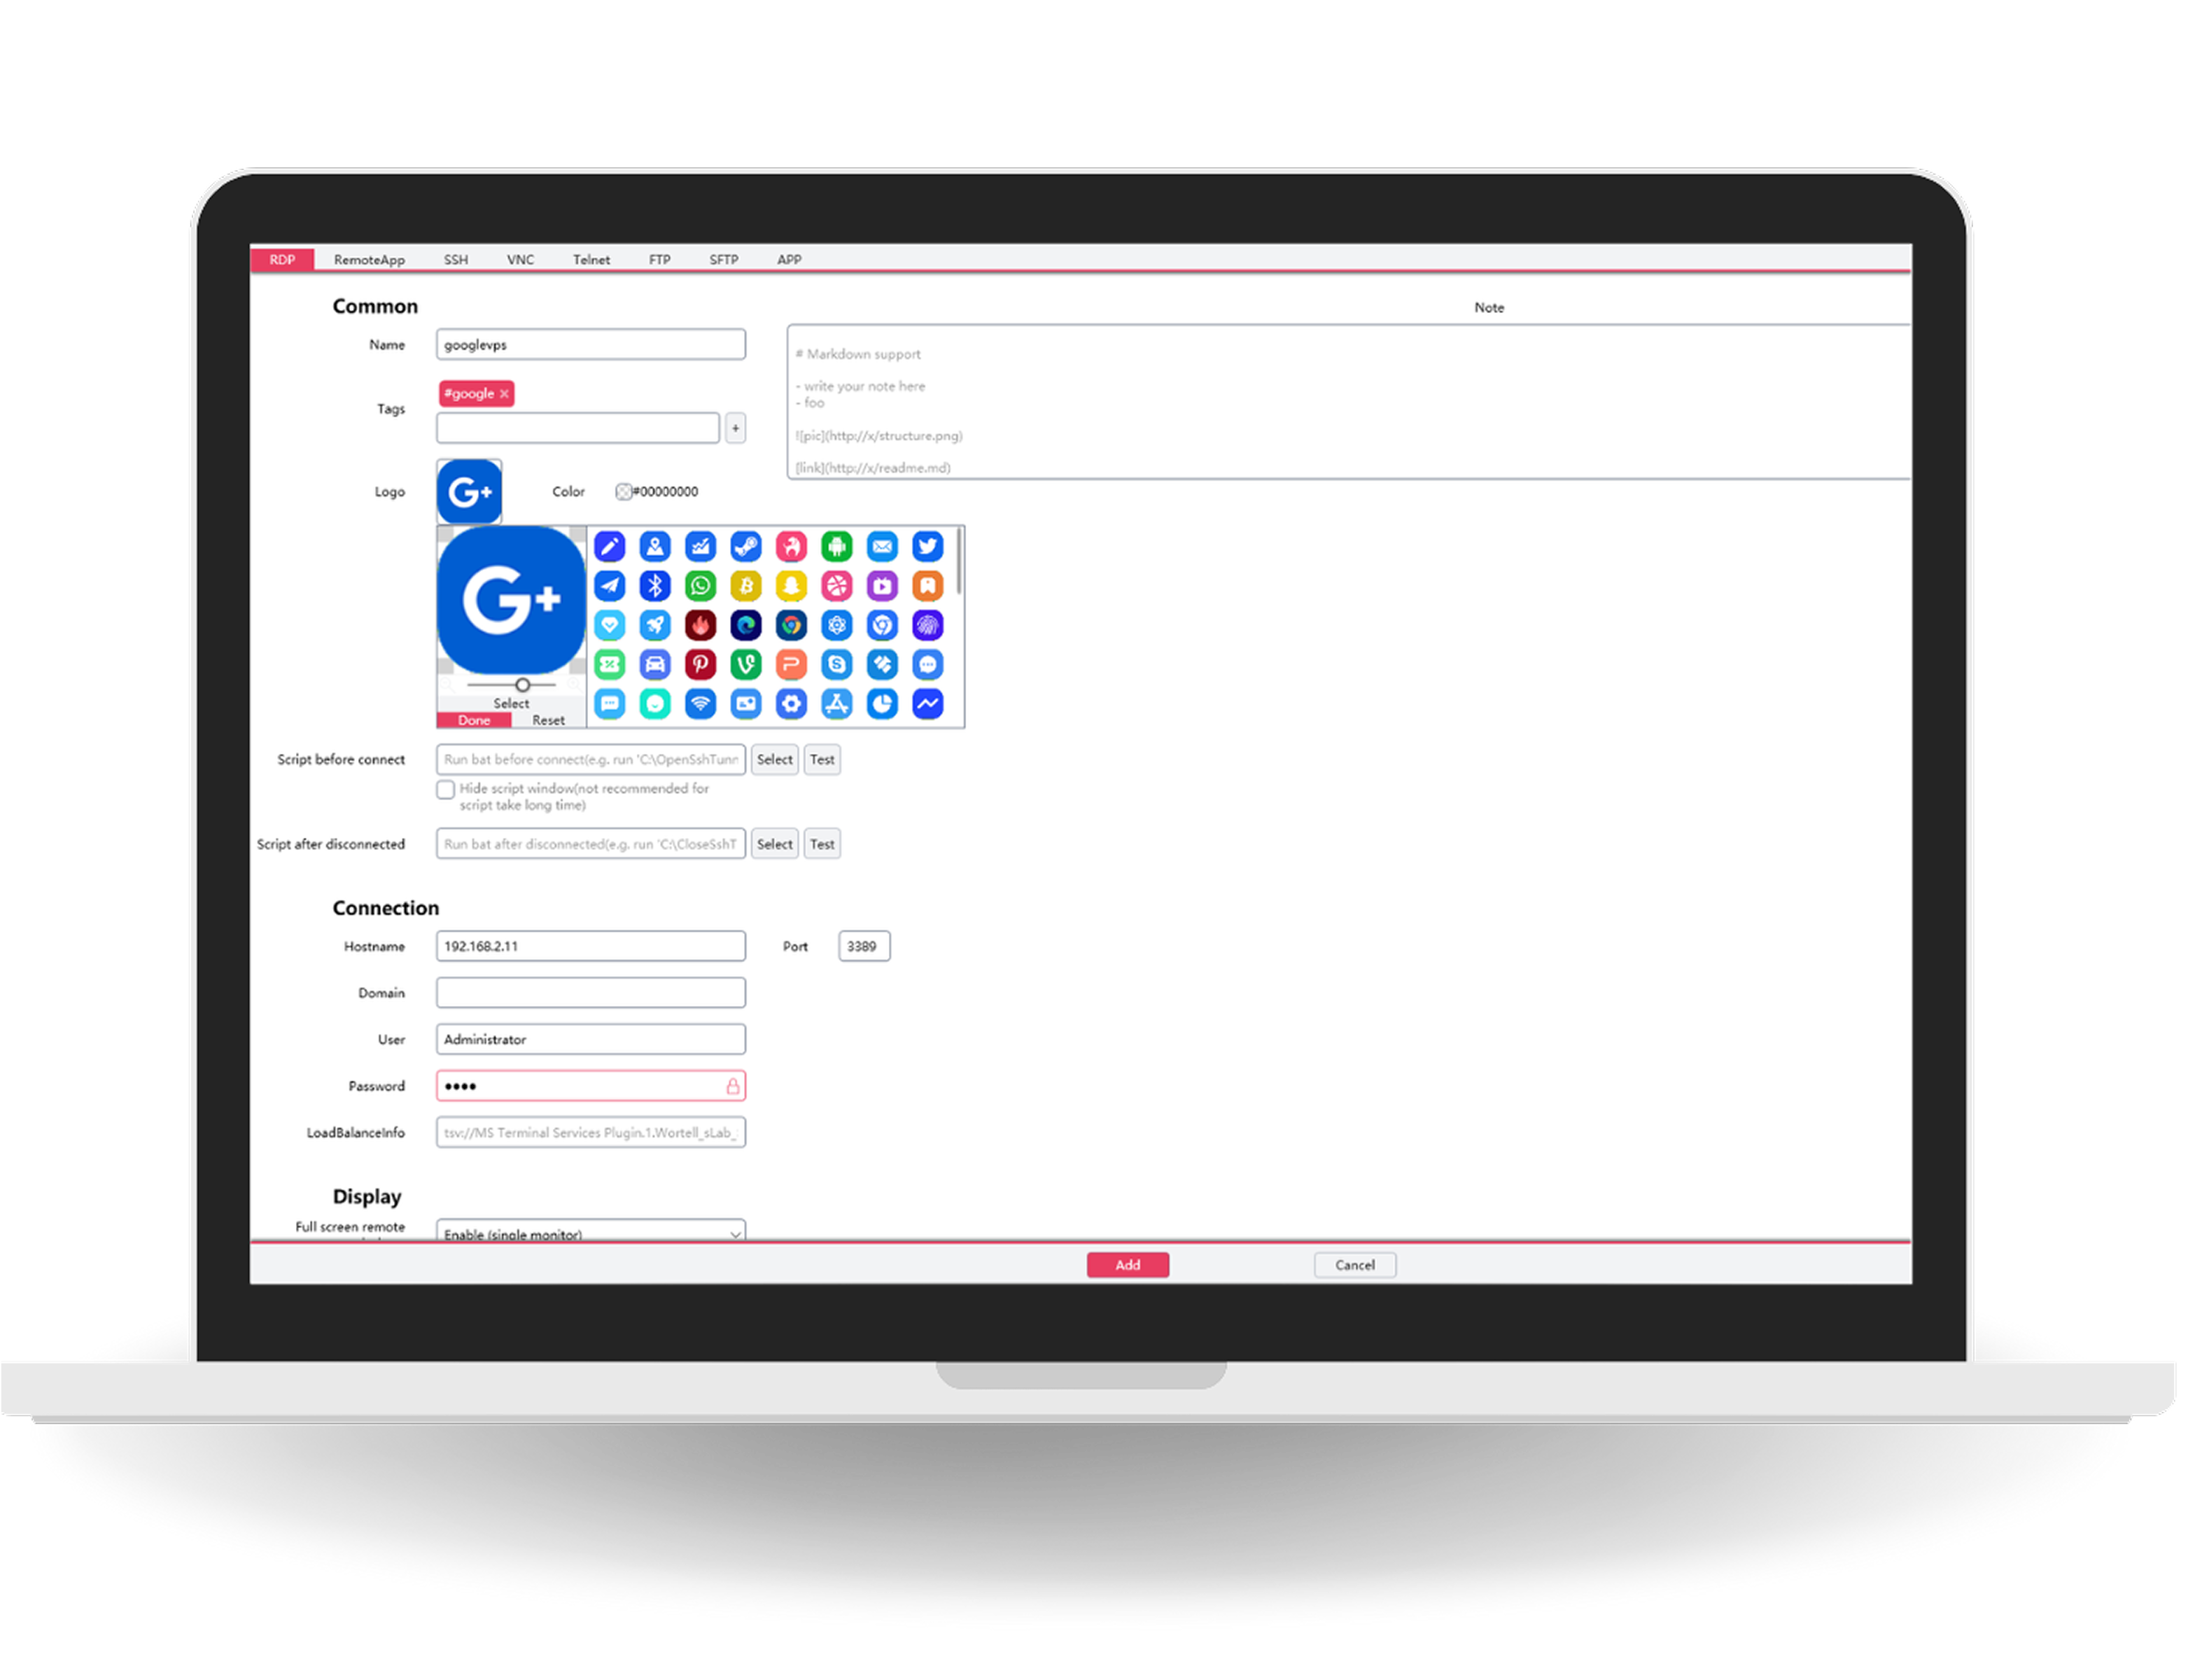 RDP RemoteApp SSH VNC Telnet FTP SFTP APP
Common
Note
Name googlevps
# Markdown support
- write your note here
- foo
![pic](http://x/structure.png)
[link](http://x/readme.md)
Tags #google ×
+
Logo G+ Color #00000000
G+
Select
Done Reset
Script before connect Run bat before connect(e.g. run 'C:\OpenSshTunn Select Test
Hide script window(not recommended for
script take long time)
Script after disconnected Run bat after disconnected(e.g. run 'C:\CloseSshT Select Test
Connection
Hostname 192.168.2.11 Port 3389
Domain
User Administrator
Password ••••
LoadBalanceInfo tsv://MS Terminal Services Plugin.1.Wortell_sLab_
Display
Full screen remote Enable (single monitor)
Add Cancel